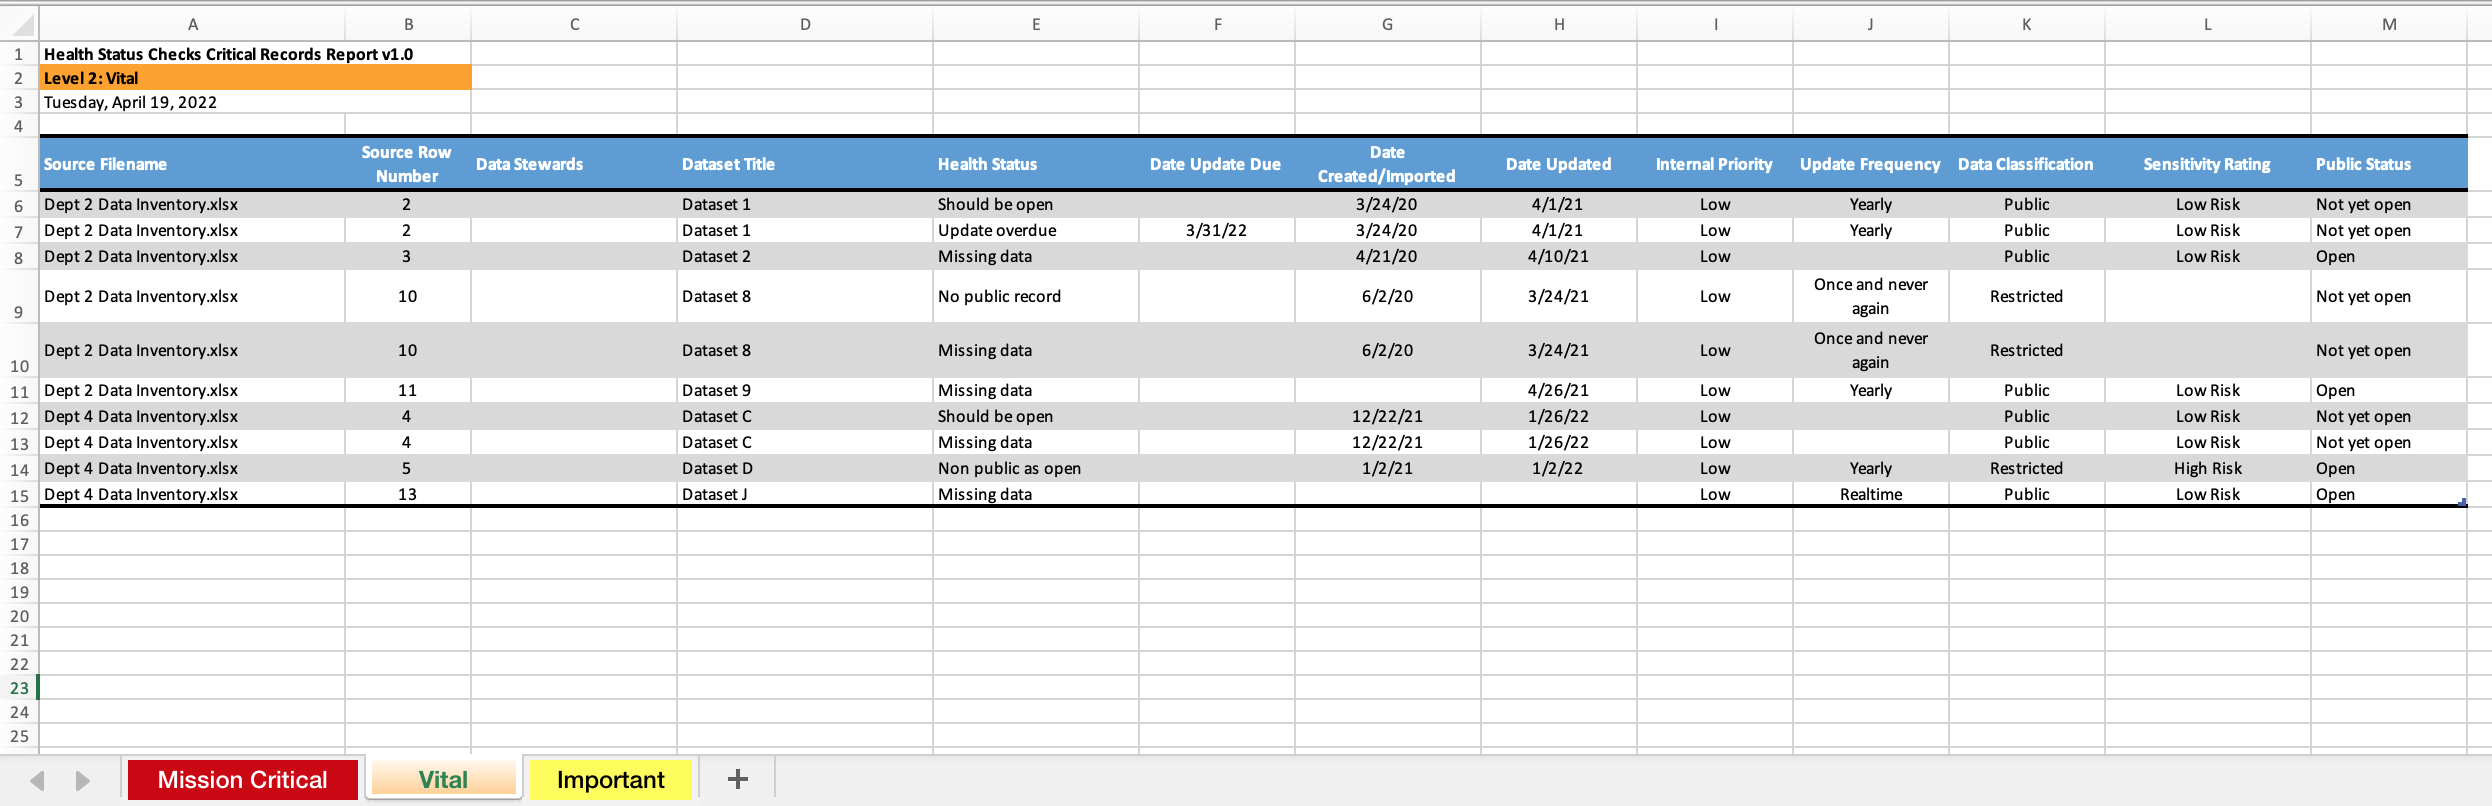 A B C D E F G H I J K L M
1 Health Status Checks Critical Records Report v1.0
2 Level 2: Vital
3 Tuesday, April 19, 2022
4
5 Source Filename Source Row Number Data Stewards Dataset Title Health Status Date Update Due Date Created/Imported Date Updated Internal Priority Update Frequency Data Classification Sensitivity Rating Public Status
6 Dept 2 Data Inventory.xlsx 2 Dataset 1 Should be open 3/24/20 4/1/21 Low Yearly Public Low Risk Not yet open
7 Dept 2 Data Inventory.xlsx 2 Dataset 1 Update overdue 3/31/22 3/24/20 4/1/21 Low Yearly Public Low Risk Not yet open
8 Dept 2 Data Inventory.xlsx 3 Dataset 2 Missing data 4/21/20 4/10/21 Low Public Low Risk Open
9 Dept 2 Data Inventory.xlsx 10 Dataset 8 No public record 6/2/20 3/24/21 Low Once and never again Restricted Not yet open
10 Dept 2 Data Inventory.xlsx 10 Dataset 8 Missing data 6/2/20 3/24/21 Low Once and never again Restricted Not yet open
11 Dept 2 Data Inventory.xlsx 11 Dataset 9 Missing data 4/26/21 Low Yearly Public Low Risk Open
12 Dept 4 Data Inventory.xlsx 4 Dataset C Should be open 12/22/21 1/26/22 Low Public Low Risk Not yet open
13 Dept 4 Data Inventory.xlsx 4 Dataset C Missing data 12/22/21 1/26/22 Low Public Low Risk Not yet open
14 Dept 4 Data Inventory.xlsx 5 Dataset D Non public as open 1/2/21 1/2/22 Low Yearly Restricted High Risk Open
15 Dept 4 Data Inventory.xlsx 13 Dataset J Missing data Low Realtime Public Low Risk Open
16
17
18
19
20
21
22
23
24
25
Mission Critical Vital Important +